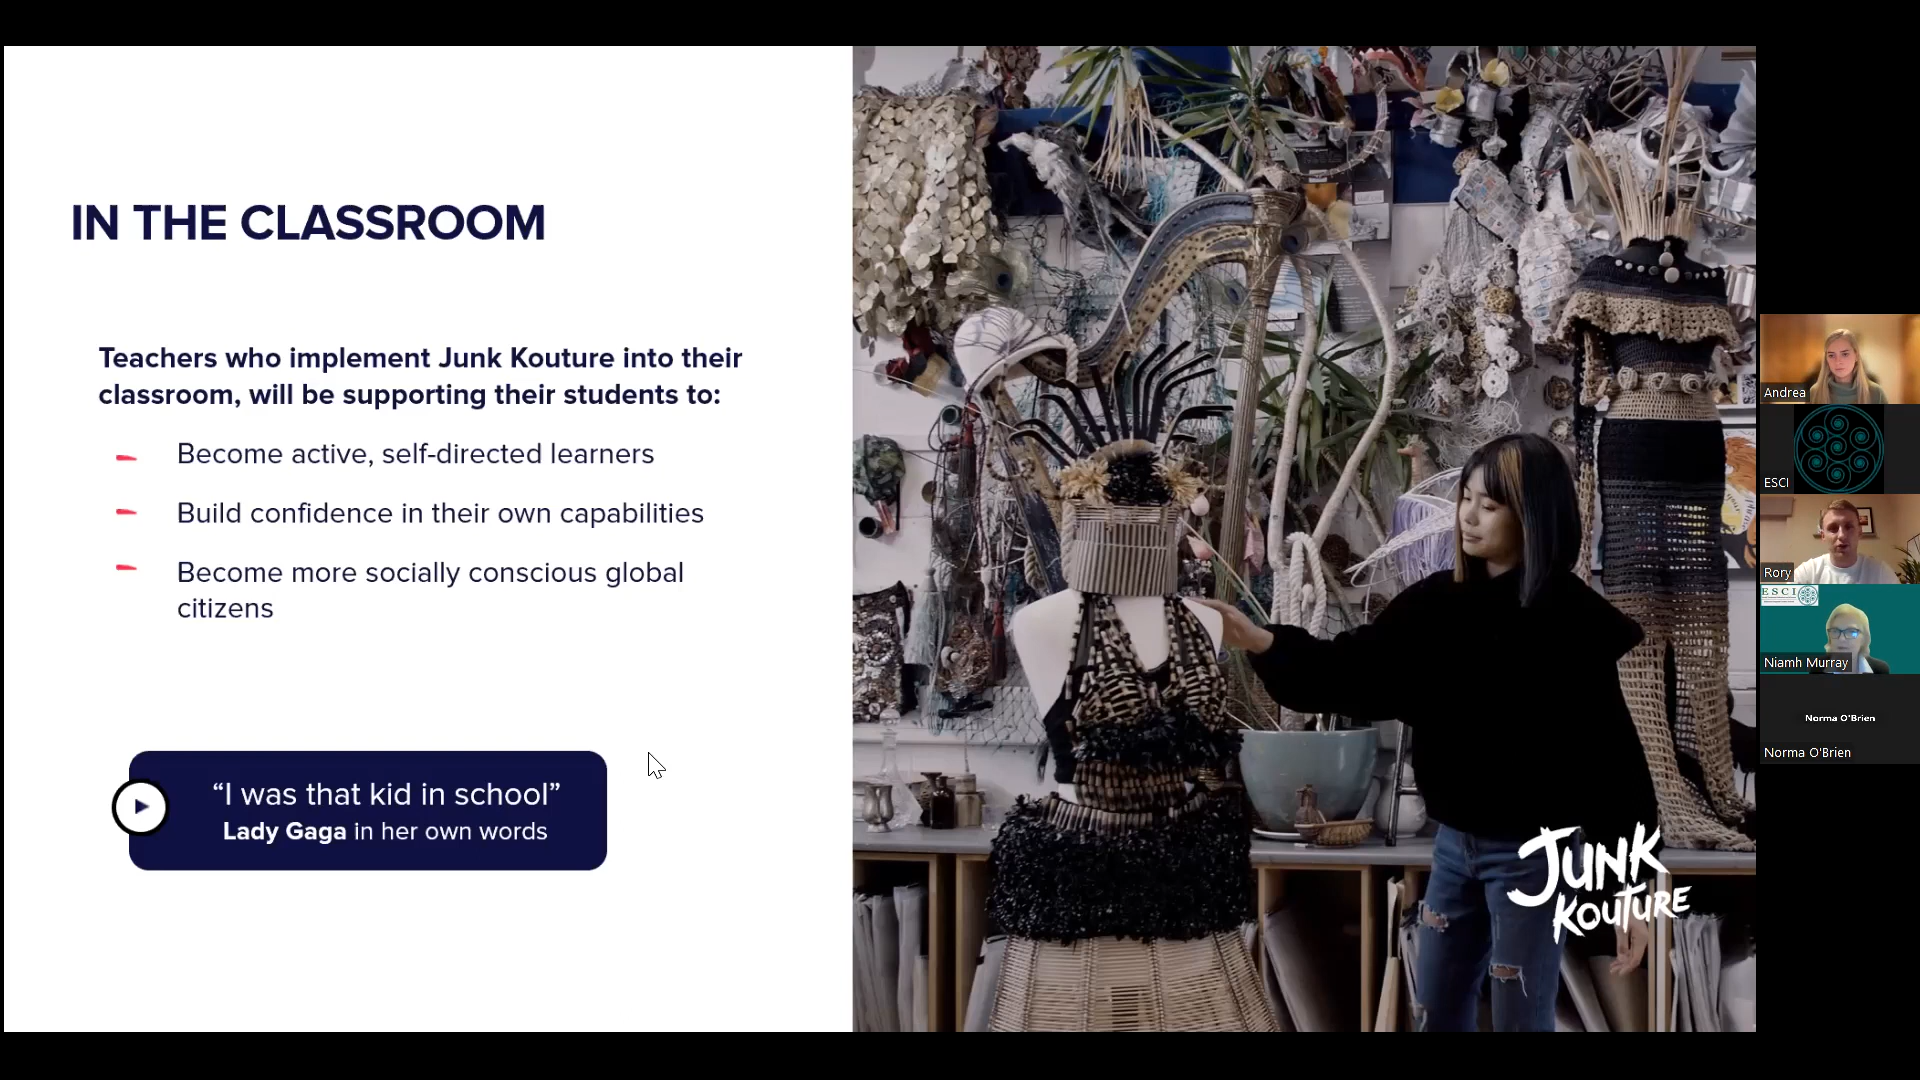 IN THE CLASSROOM
Teachers who implement Junk Kouture into their
classroom, will be supporting their students to:
Become active, self-directed learners
Build confidence in their own capabilities
Become more socially conscious global
citizens
“I was that kid in school”
Lady Gaga in her own words
JUNK
KOUTURE
Andrea
ESCI
Rory
ESCI
Niamh Murray
Norma O'Brien
Norma O'Brien